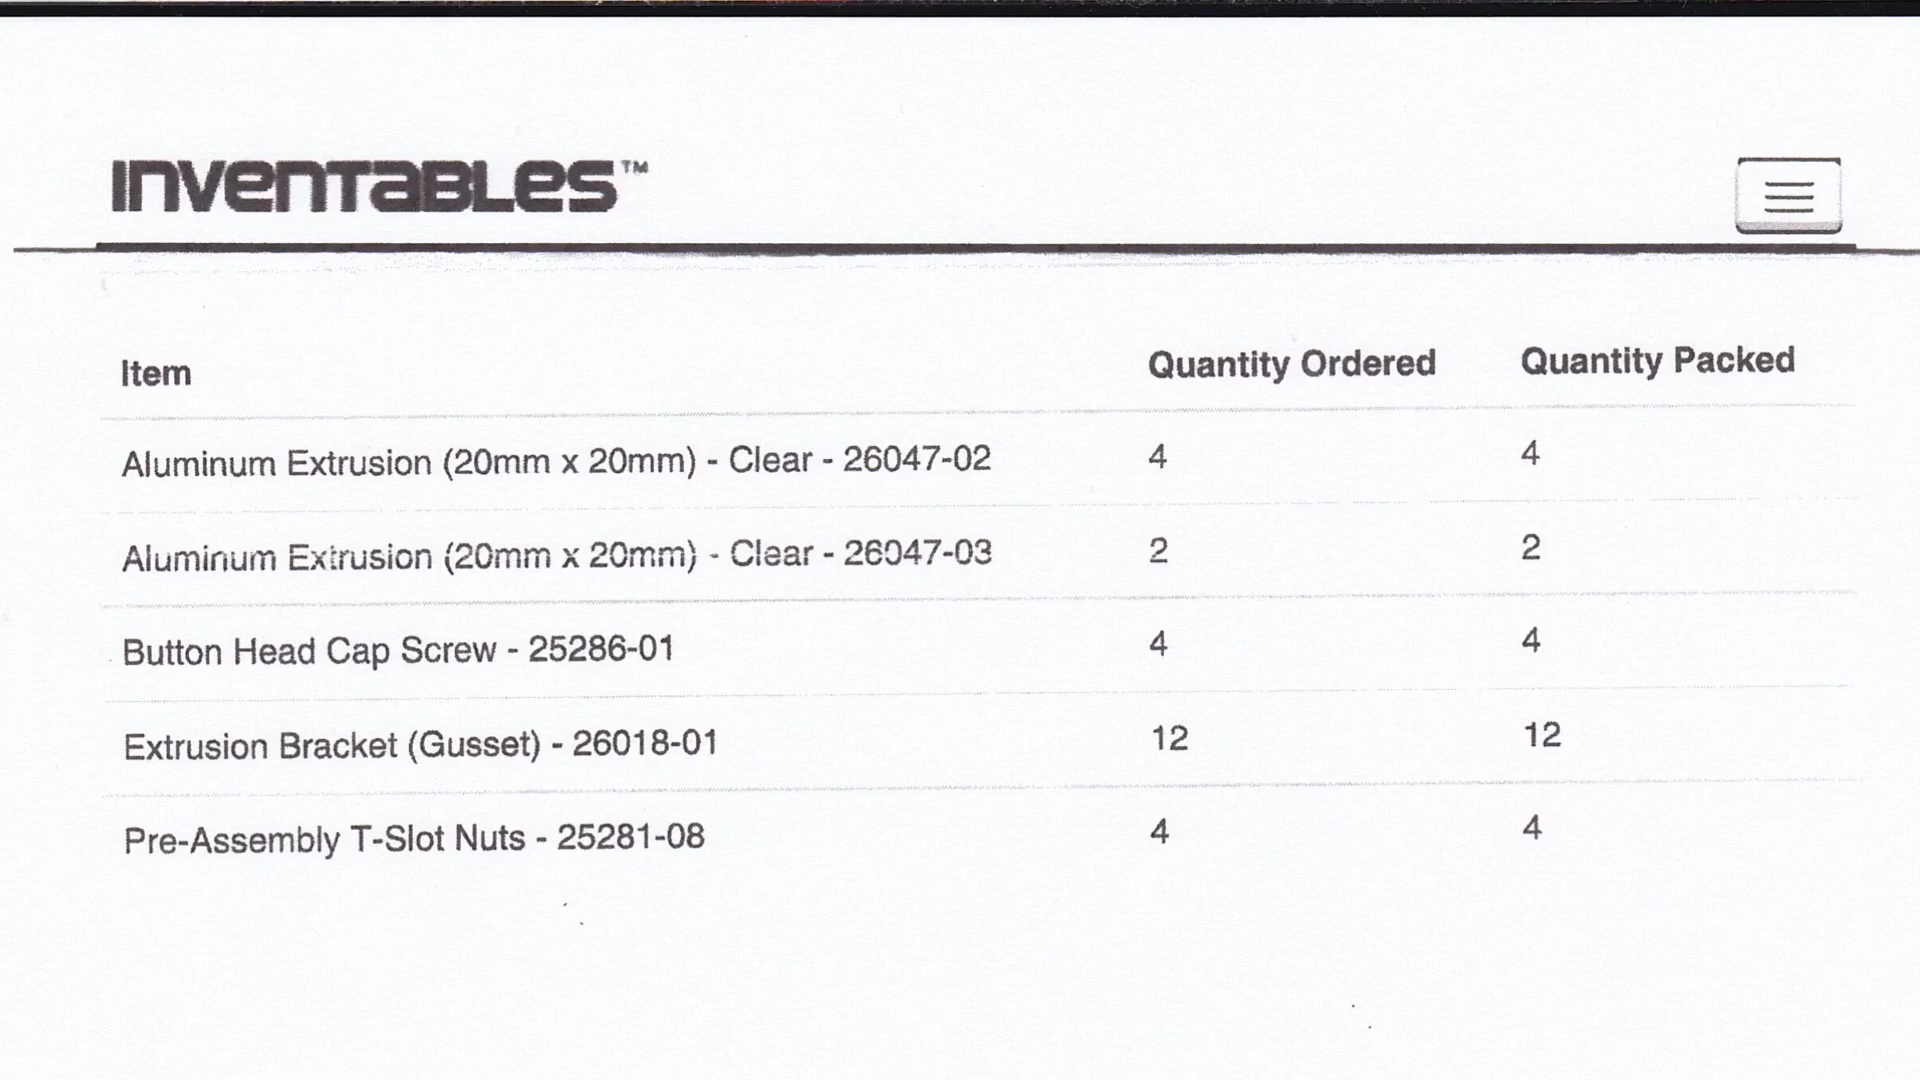 INVENTABLES™
Item Quantity Ordered Quantity Packed
Aluminum Extrusion (20mm x 20mm) - Clear - 26047-02 4 4
Aluminum Extrusion (20mm x 20mm) - Clear - 26047-03 2 2
Button Head Cap Screw - 25286-01 4 4
Extrusion Bracket (Gusset) - 26018-01 12 12
Pre-Assembly T-Slot Nuts - 25281-08 4 4